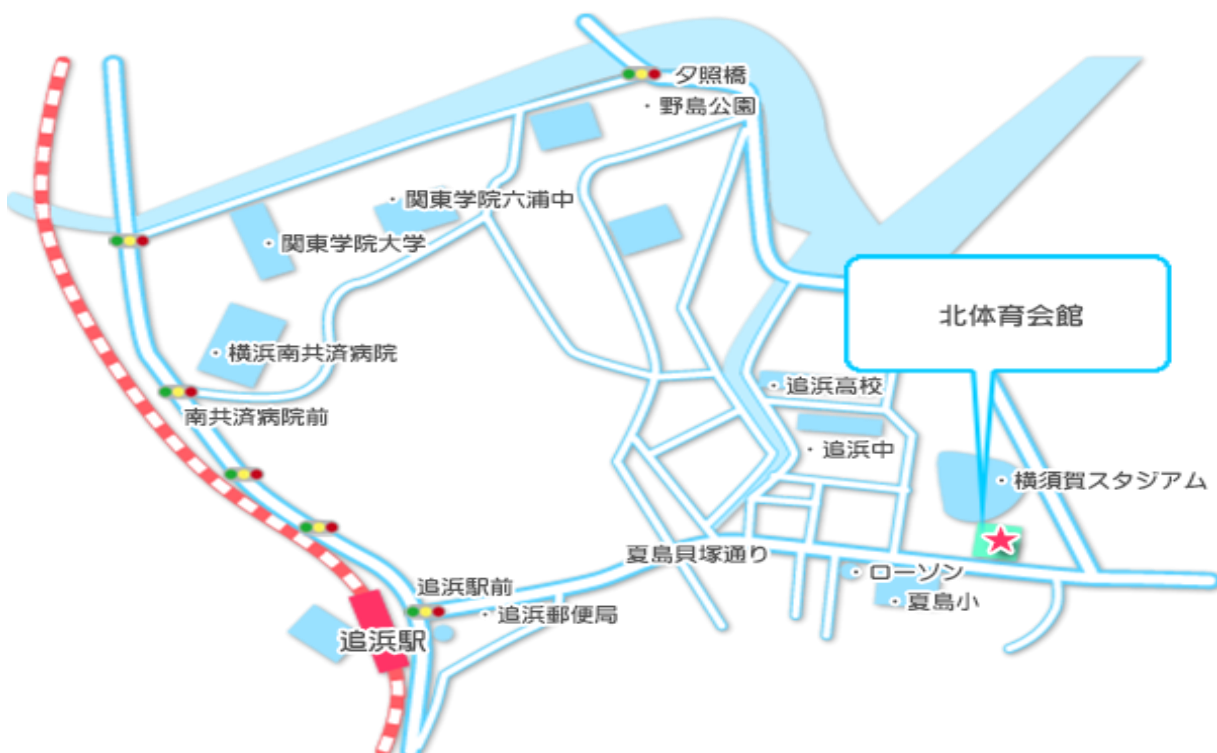 夕照橋
・野島公園
・関東学院六浦中
・関東学院大学
北体育会館
・横浜南共済病院
・追浜高校
南共済病院前
・追浜中
・横須賀スタジアム
夏島貝塚通り
・ローソン
追浜駅前
・夏島小
・追浜郵便局
追浜駅